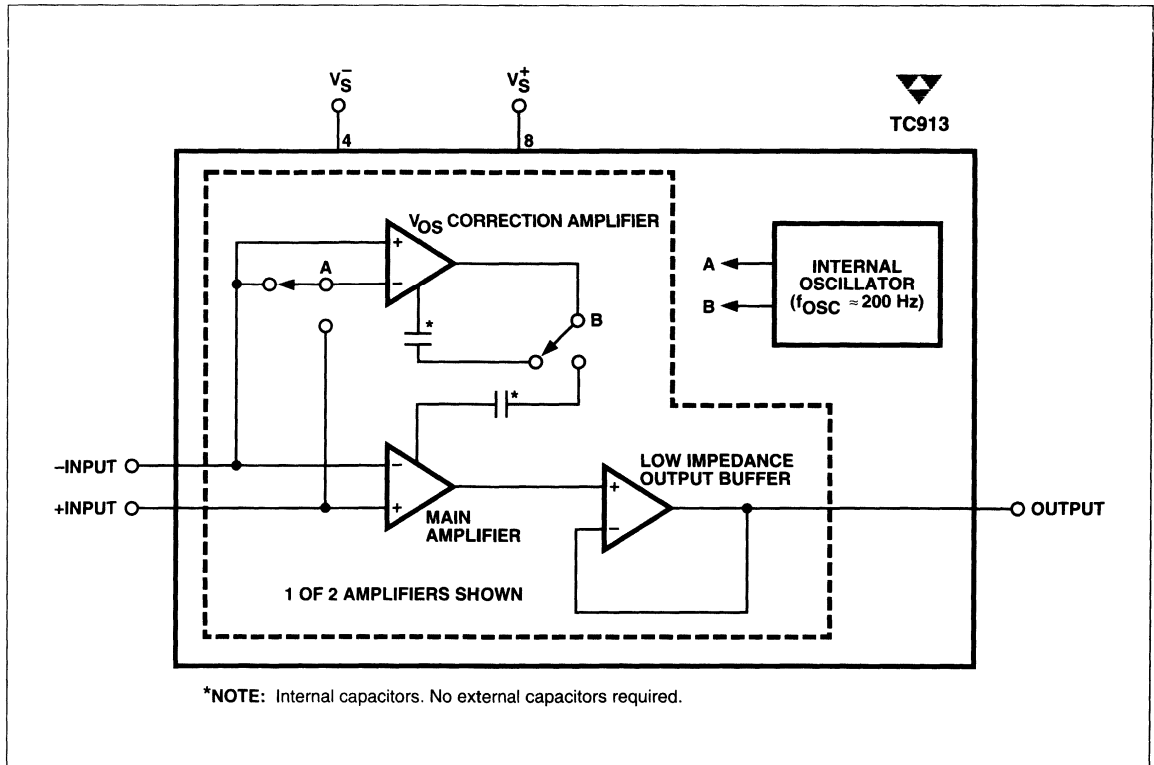 V_S^-
V_S^+
4
8
TC913
V_OS CORRECTION AMPLIFIER
+
A
–
*
B
*
A
B
INTERNAL
OSCILLATOR
(f_OSC ≈ 200 Hz)
–INPUT
–
+INPUT
+
MAIN
AMPLIFIER
LOW IMPEDANCE
OUTPUT BUFFER
+
–
OUTPUT
1 OF 2 AMPLIFIERS SHOWN
*NOTE: Internal capacitors. No external capacitors required.